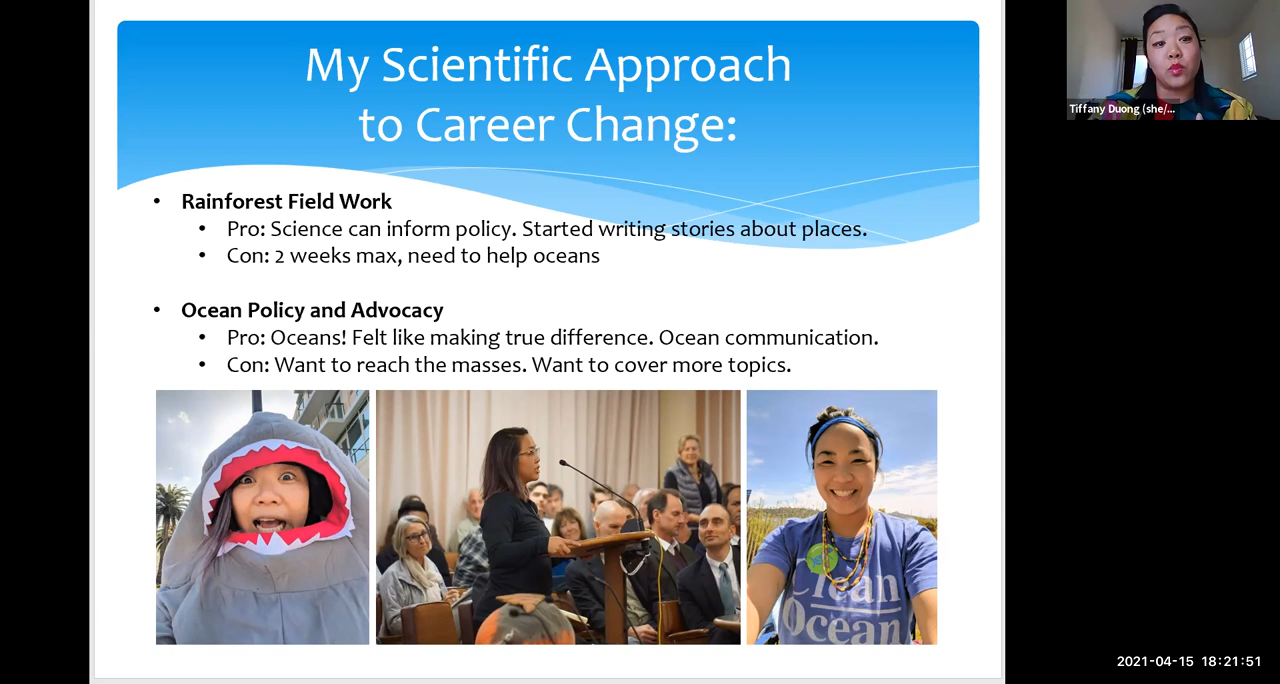 My Scientific Approach
to Career Change:
• Rainforest Field Work
• Pro: Science can inform policy. Started writing stories about places.
• Con: 2 weeks max, need to help oceans
• Ocean Policy and Advocacy
• Pro: Oceans! Felt like making true difference. Ocean communication.
• Con: Want to reach the masses. Want to cover more topics.
Clean
Ocean
Tiffany Duong (she/...
2021-04-15 18:21:51